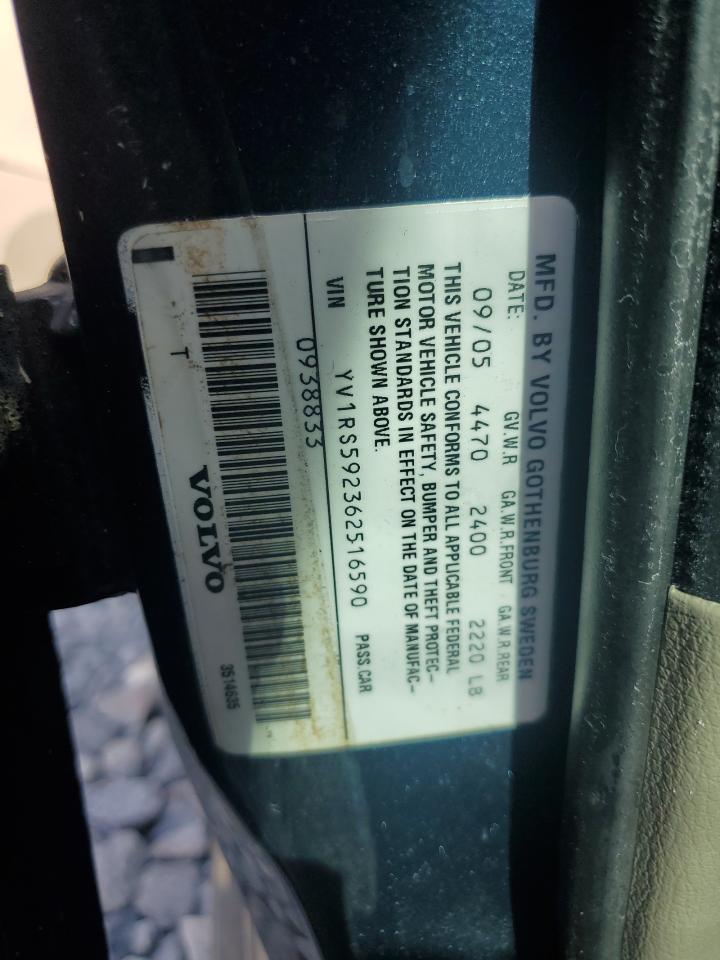 MFD. BY VOLVO GOTHENBURG SWEDEN
DATE: GV.W.R GA.W.R.FRONT GA.W.R.REAR
09/05 4470 2400 2220 LB
THIS VEHICLE CONFORMS TO ALL APPLICABLE FEDERAL
MOTOR VEHICLE SAFETY, BUMPER AND THEFT PROTEC-
TION STANDARDS IN EFFECT ON THE DATE OF MANUFAC-
TURE SHOWN ABOVE.
VIN YV1RS592362516590 PASS.CAR
0938833
3514635
T VOLVO